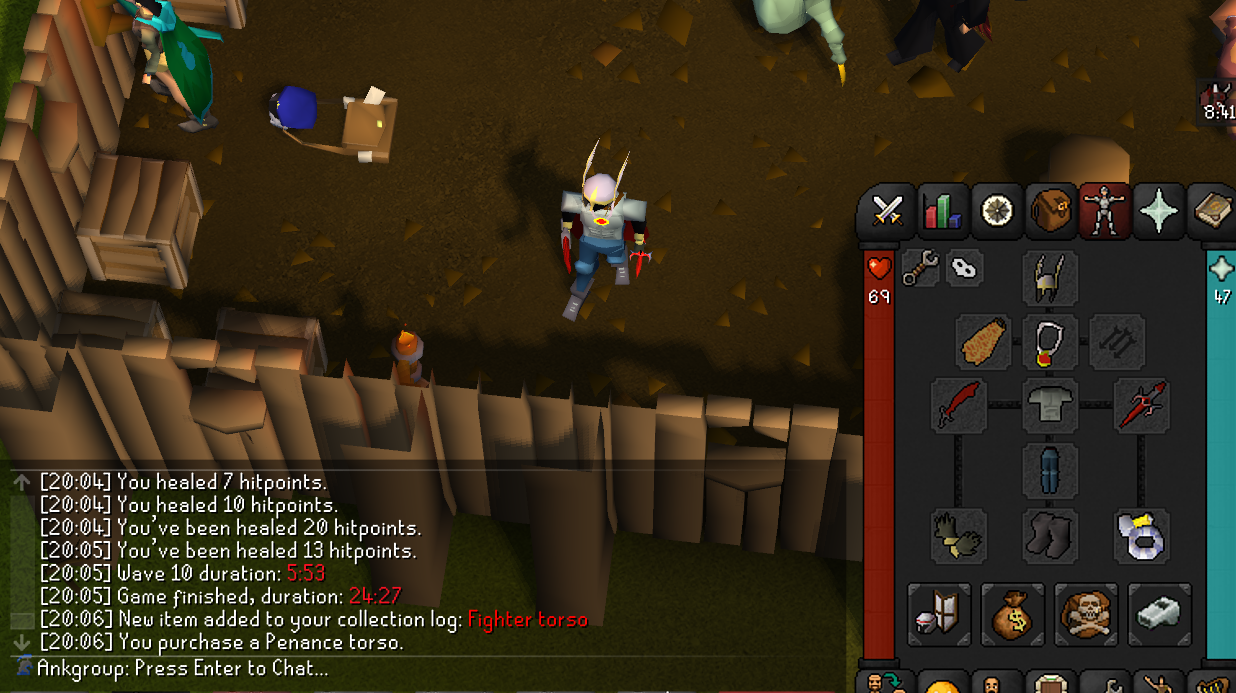 8:41
69
47
[20:04] You healed 7 hitpoints.
[20:04] You healed 10 hitpoints.
[20:04] You've been healed 20 hitpoints.
[20:05] You've been healed 13 hitpoints.
[20:05] Wave 10 duration: 5:53
[20:05] Game finished, duration: 24:27
[20:06] New item added to your collection log: Fighter torso
[20:06] You purchase a Penance torso.
Ankgroup: Press Enter to Chat...